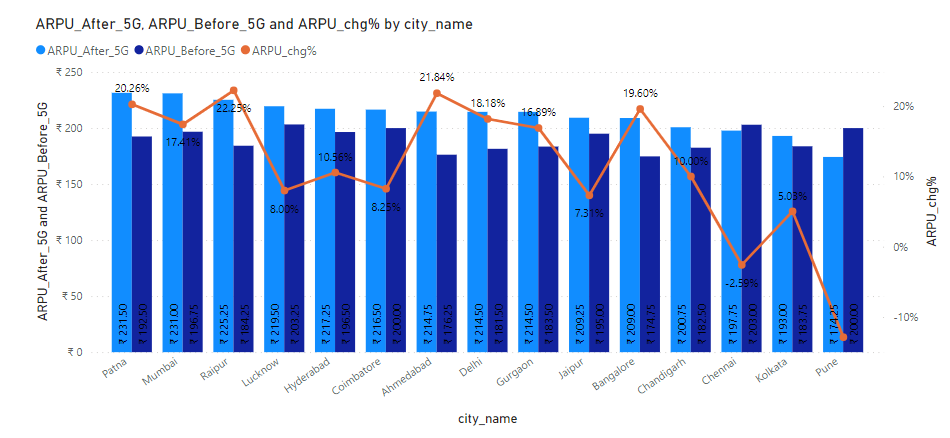 ARPU_After_5G, ARPU_Before_5G and ARPU_chg% by city_name
ARPU_After_5G ARPU_Before_5G ARPU_chg%
ARPU_After_5G and ARPU_Before_5G
₹ 250
₹ 200
₹ 150
₹ 100
₹ 50
₹ 0
20.26%
17.41%
22.25%
8.00%
10.56%
8.25%
21.84%
18.18%
16.89%
7.31%
19.60%
10.00%
-2.59%
5.03%
₹ 231.50
₹ 192.50
₹ 231.00
₹ 196.75
₹ 225.25
₹ 184.25
₹ 219.50
₹ 203.25
₹ 217.25
₹ 196.50
₹ 216.50
₹ 200.00
₹ 214.75
₹ 176.25
₹ 214.50
₹ 181.50
₹ 214.50
₹ 183.50
₹ 209.25
₹ 195.00
₹ 209.00
₹ 174.75
₹ 200.75
₹ 182.50
₹ 197.75
₹ 203.00
₹ 193.00
₹ 183.75
₹ 174.25
₹ 200.00
20%
10%
0%
-10%
ARPU_chg%
Patna
Mumbai
Raipur
Lucknow
Hyderabad
Coimbatore
Ahmedabad
Delhi
Gurgaon
Jaipur
Bangalore
Chandigarh
Chennai
Kolkata
Pune
city_name